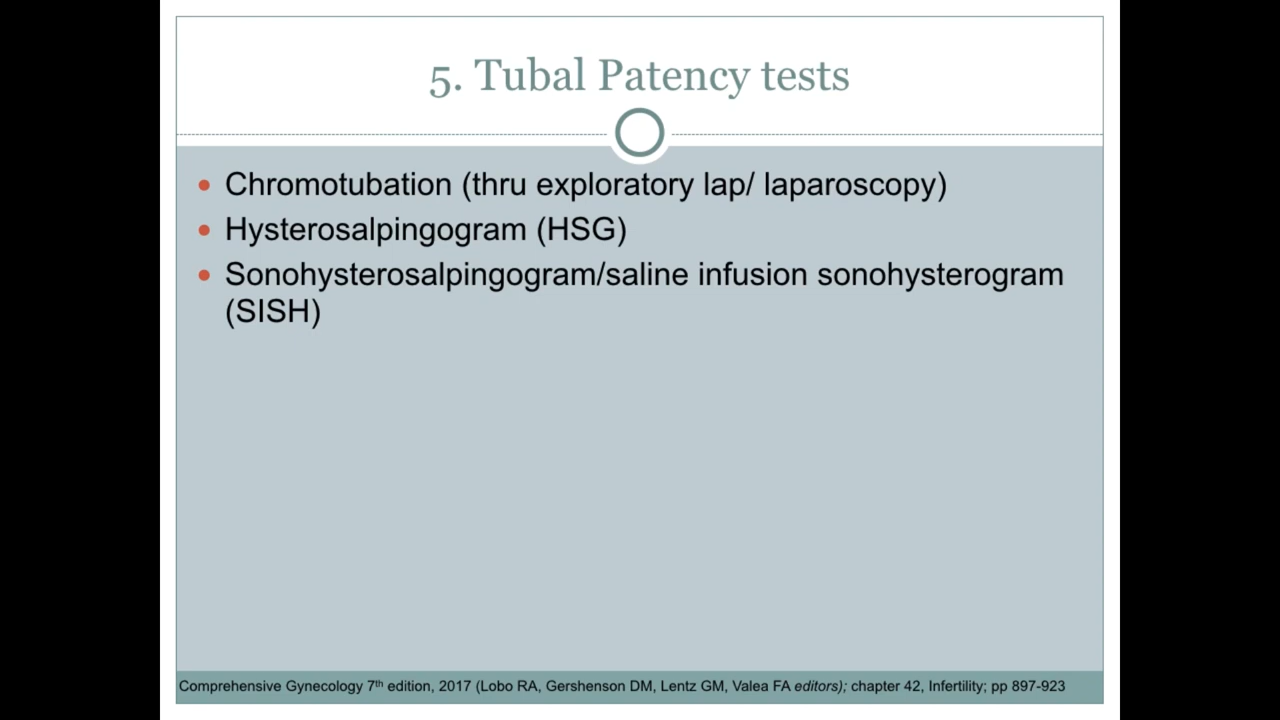 5. Tubal Patency tests
• Chromotubation (thru exploratory lap/ laparoscopy)
• Hysterosalpingogram (HSG)
• Sonohysterosalpingogram/saline infusion sonohysterogram
(SISH)
Comprehensive Gynecology 7th edition, 2017 (Lobo RA, Gershenson DM, Lentz GM, Valea FA editors); chapter 42, Infertility; pp 897-923